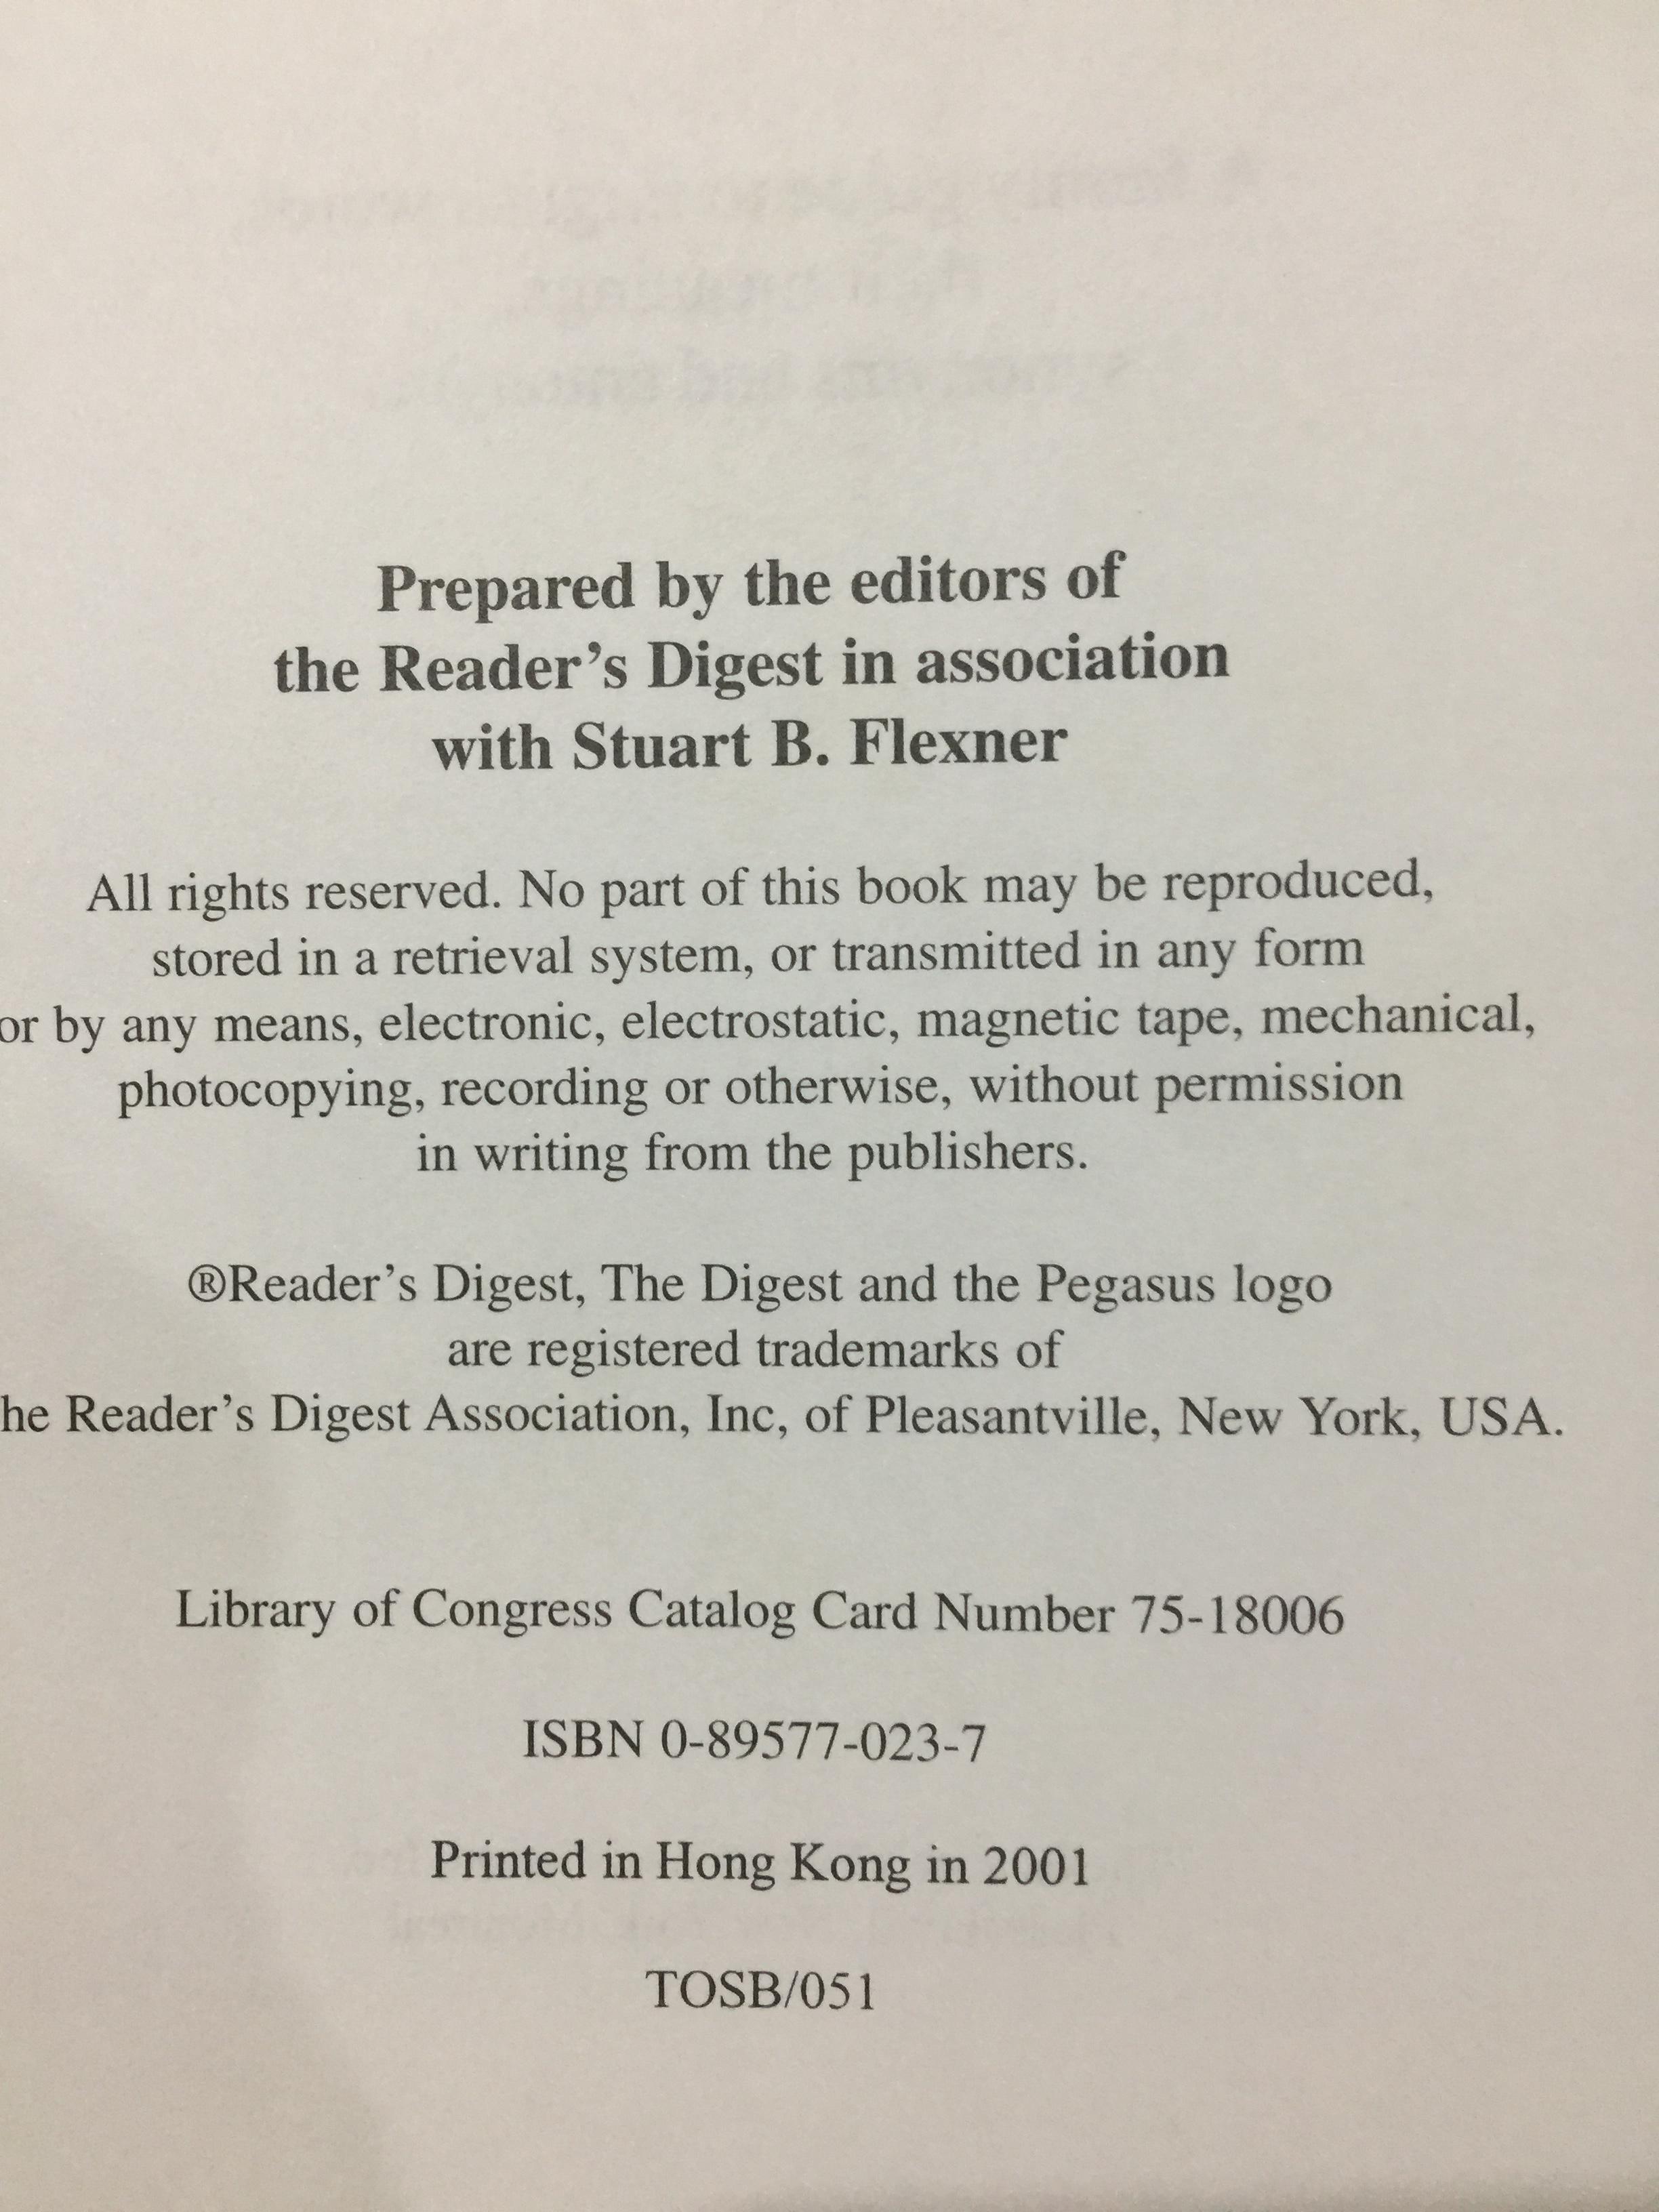 Prepared by the editors of
the Reader's Digest in association
with Stuart B. Flexner
All rights reserved. No part of this book may be reproduced,
stored in a retrieval system, or transmitted in any form
or by any means, electronic, electrostatic, magnetic tape, mechanical,
photocopying, recording or otherwise, without permission
in writing from the publishers.
®Reader's Digest, The Digest and the Pegasus logo
are registered trademarks of
he Reader's Digest Association, Inc, of Pleasantville, New York, USA.
Library of Congress Catalog Card Number 75-18006
ISBN 0-89577-023-7
Printed in Hong Kong in 2001
TOSB/051